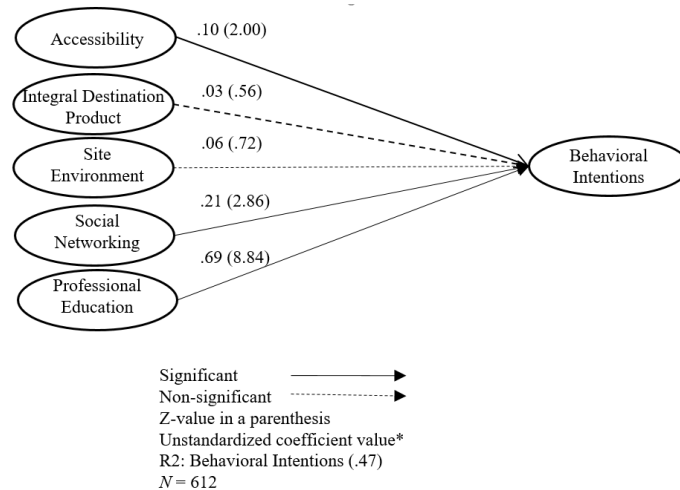 Accessibility
.10 (2.00)
Integral Destination
Product
.03 (.56)
Site
Environment
.06 (.72)
Behavioral
Intentions
Social
Networking
.21 (2.86)
Professional
Education
.69 (8.84)
Significant
Non-significant
Z-value in a parenthesis
Unstandardized coefficient value*
R2: Behavioral Intentions (.47)
N = 612